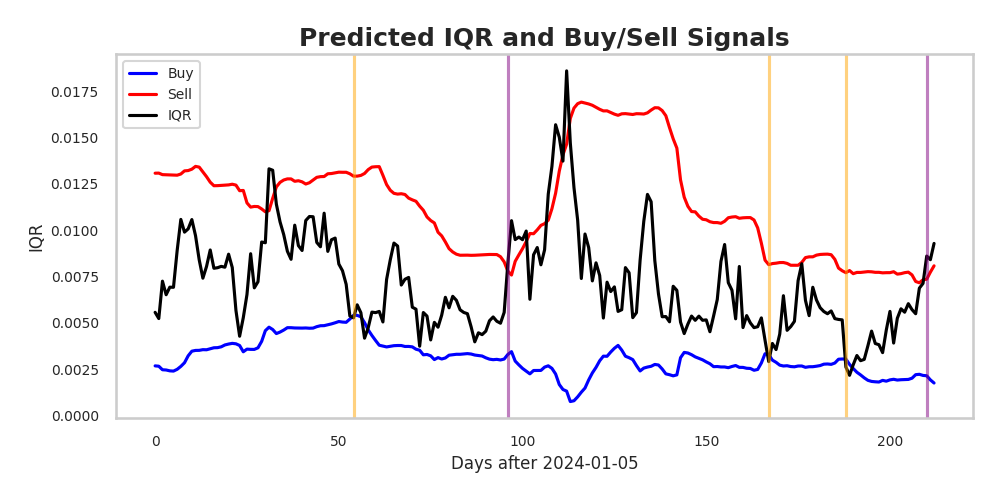 Predicted IQR and Buy/Sell Signals
Buy
Sell
IQR
0.0175
0.0150
0.0125
0.0100
0.0075
0.0050
0.0025
0.0000
IQR
0 50 100 150 200
Days after 2024-01-05